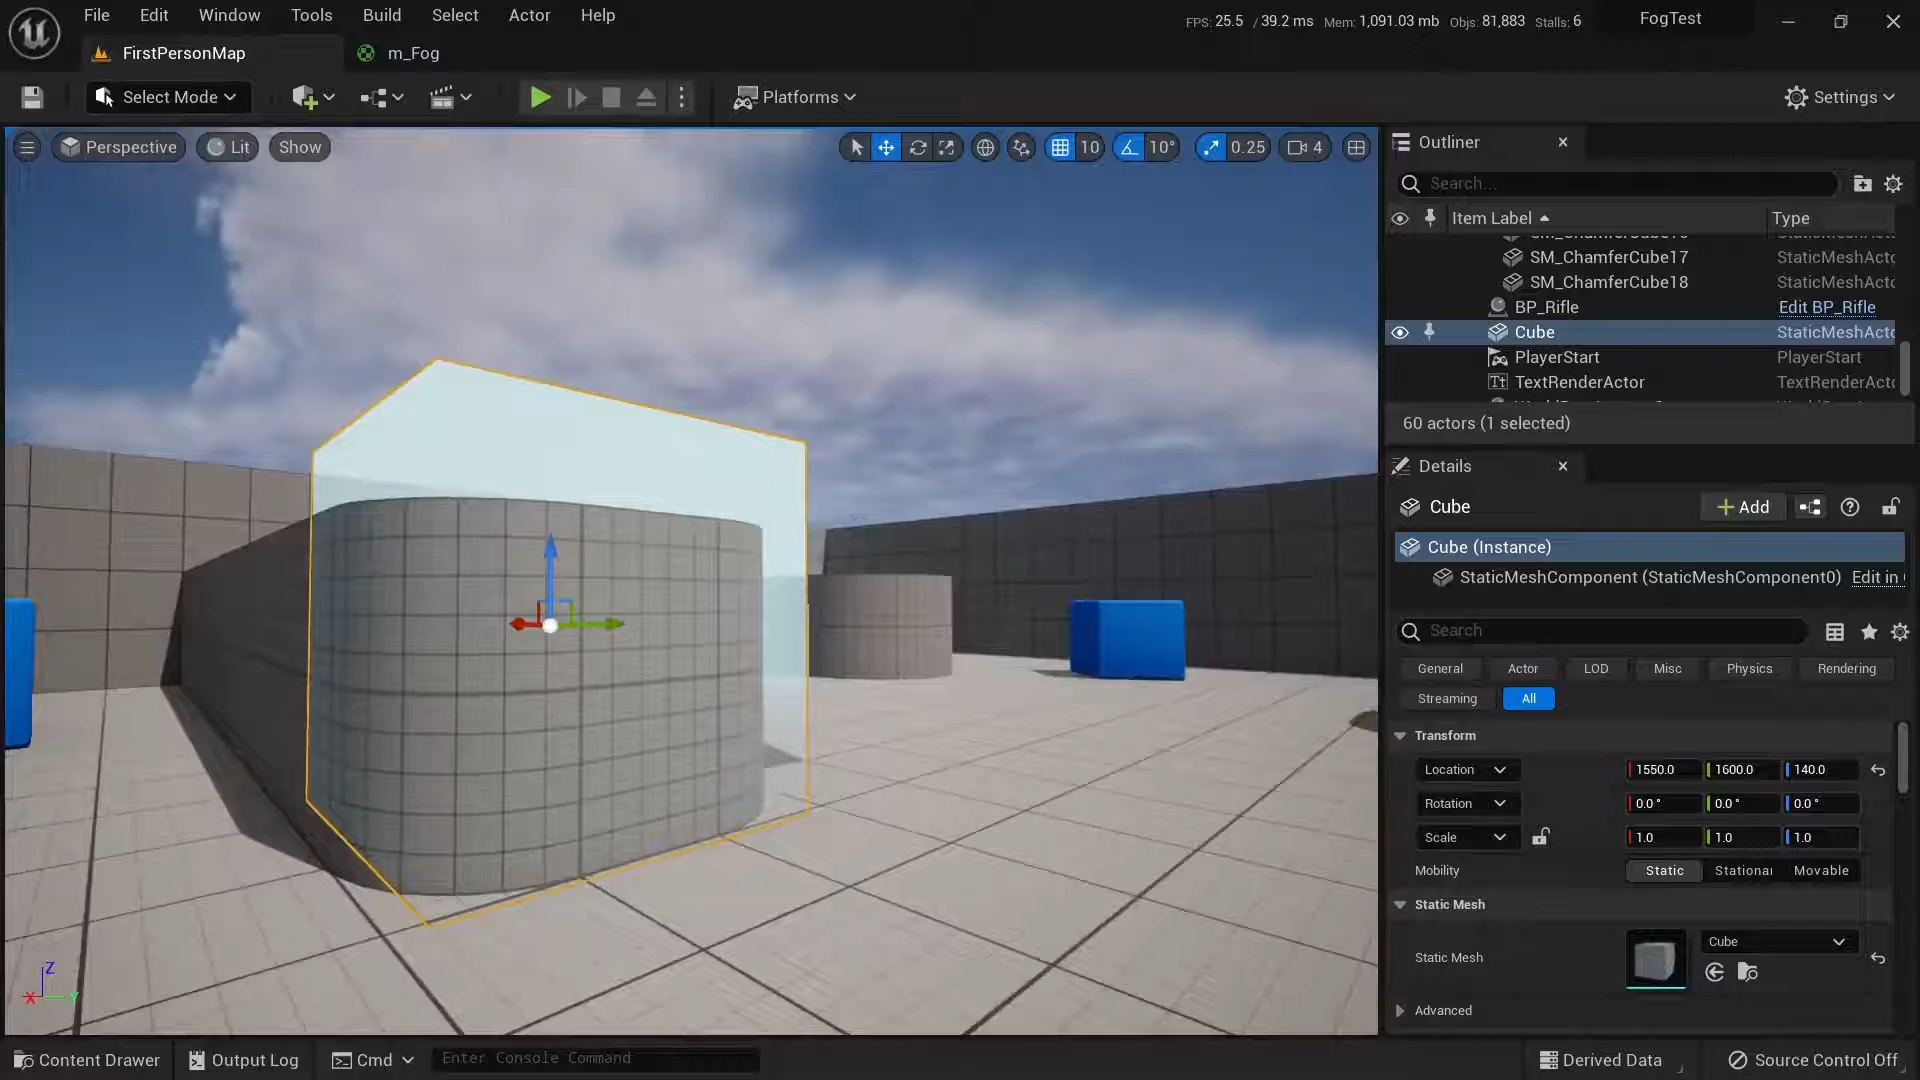 File Edit Window Tools Build Select Actor Help
FPS: 25.5 / 39.2 ms Mem: 1,091.03 mb Objs: 81,883 Stalls: 6
FogTest
FirstPersonMap
m_Fog
Select Mode
Platforms
Settings
Perspective
Lit
Show
10
10°
0.25
4
Outliner
Search...
Item Label
Type
SM_ChamferCube17 StaticMeshActo
SM_ChamferCube18 StaticMeshActo
BP_Rifle Edit BP_Rifle
Cube StaticMeshActo
PlayerStart PlayerStart
TextRenderActor TextRenderActo
60 actors (1 selected)
Details
Cube
Add
Cube (Instance)
StaticMeshComponent (StaticMeshComponent0) Edit in
Search
General Actor LOD Misc Physics Rendering
Streaming All
Transform
Location 1550.0 1600.0 140.0
Rotation 0.0° 0.0° 0.0°
Scale 1.0 1.0 1.0
Mobility Static Stationar Movable
Static Mesh
Static Mesh
Cube
Advanced
Z
X
Y
Content Drawer
Output Log
Cmd
Enter Console Command
Derived Data
Source Control Off